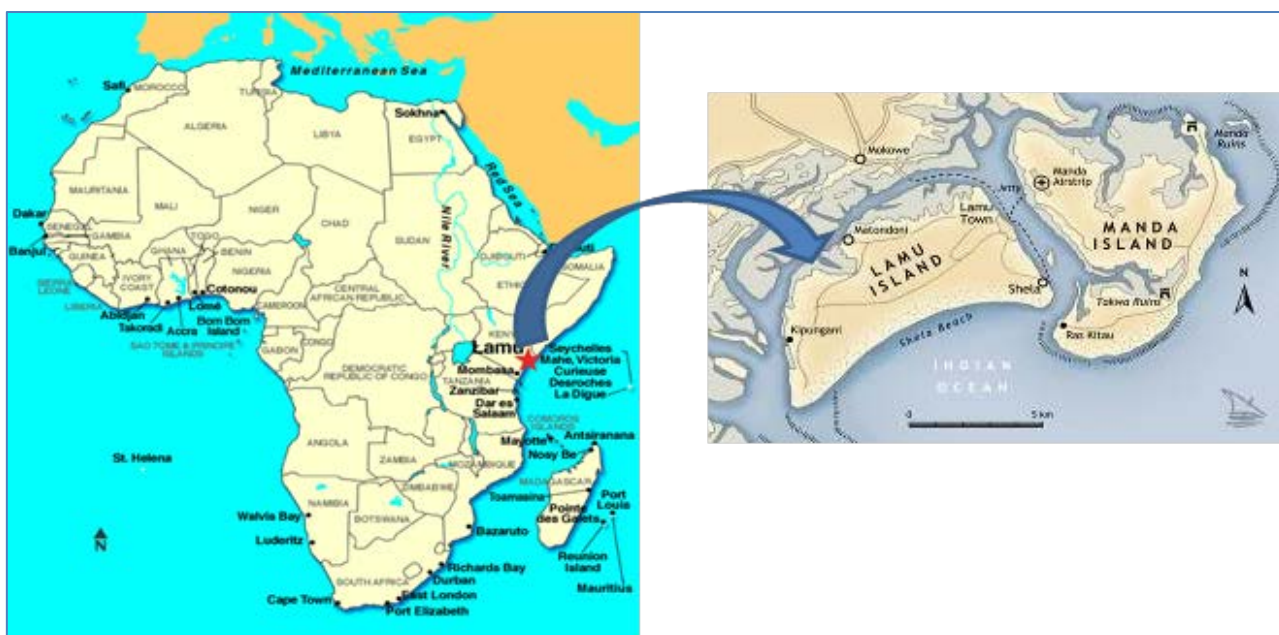 Mediterranean Sea
Safi
MOROCCO
TUNISIA
ALGERIA
LIBYA
Sokhna
EGYPT
Red Sea
Nile River
MAURITANIA
MALI
NIGER
CHAD
SUDAN
Dakar
SENEGAL
GAMBIA
Banjul
GUINEA
SIERRA
LEONE
LIBERIA
IVORY
COAST
GHANA
TOGO
BENIN
NIGERIA
CAMEROON
CENTRAL
AFRICAN REPUBLIC
DJIBOUTI
SOMALIA
Cotonou
Lomé
Abidjan
Takoradi
Accra
Bom Bom
Island
SAO TOME & PRINCIPE
ISLANDS
GABON
CONGO
DEMOCRATIC
REPUBLIC OF CONGO
Lamu
Mombasa
TANZANIA
Zanzibar
Dar es
Salaam
Seychelles
Mahe, Victoria
Curieuse
Desroches
La Digue
COMOROS
ISLANDS
Mayotte
Antsiranana
Nosy Be
ANGOLA
ZAMBIA
MOZAMBIQUE
ZIMBABWE
MADAGASCAR
Toamasina
Port
Louis
Pointe
des Galets
Reunion
Island
Mauritius
St. Helena
NAMIBIA
BOTSWANA
Walvis Bay
Luderitz
Bazaruto
Richards Bay
Durban
East London
Port Elizabeth
SOUTH AFRICA
Cape Town
N
Mokowe
Manda
Airstrip
Manda
Ruins
Jetty
Lamu
Town
Matondoni
MANDA
ISLAND
LAMU
ISLAND
Shela
Takwa Ruins
N
Kipungani
Shela Beach
Ras Kitau
INDIAN
OCEAN
0
5 km